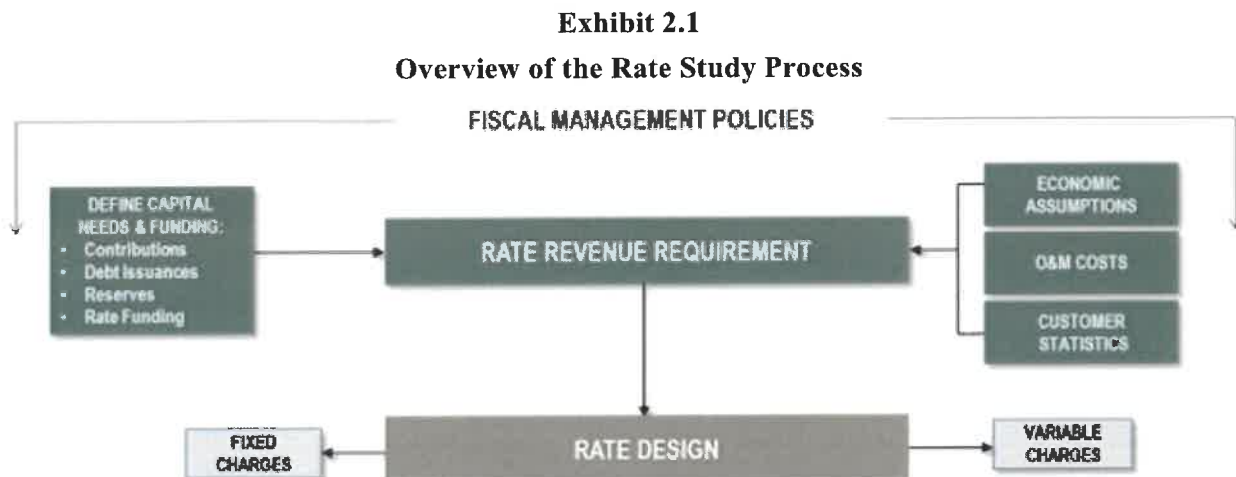 Exhibit 2.1
Overview of the Rate Study Process
FISCAL MANAGEMENT POLICIES
DEFINE CAPITAL
NEEDS & FUNDING:
• Contributions
• Debt Issuances
• Reserves
• Rate Funding
RATE REVENUE REQUIREMENT
ECONOMIC
ASSUMPTIONS
O&M COSTS
CUSTOMER
STATISTICS
FIXED
CHARGES
RATE DESIGN
VARIABLE
CHARGES